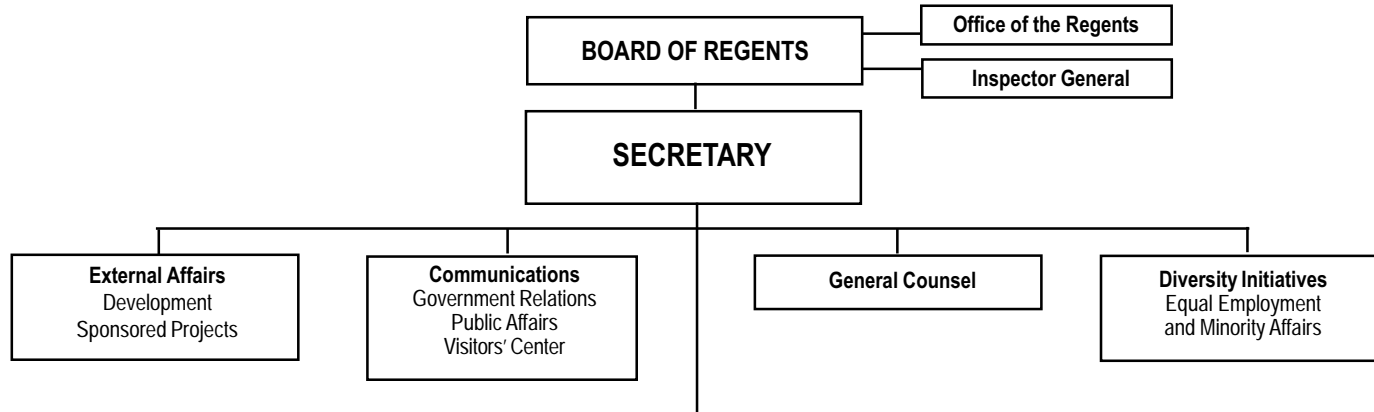 BOARD OF REGENTS
Office of the Regents
Inspector General
SECRETARY
External Affairs
Development
Sponsored Projects
Communications
Government Relations
Public Affairs
Visitors’ Center
General Counsel
Diversity Initiatives
Equal Employment
and Minority Affairs